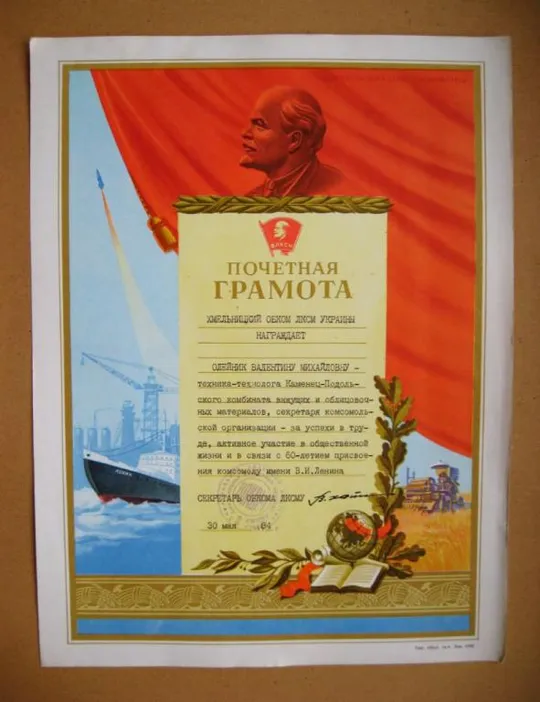 ВЛКСМ
ПОЧЕТНАЯ
ГРАМОТА
ХМЕЛЬНИЦКИЙ ОБКОМ ЛКСМ УКРАИНЫ
НАГРАЖДАЕТ
ОЛЕЙНИК ВАЛЕНТИНУ МИХАЙЛОВНУ -
техника-технолога Каменец-Подоль-
ского комбината вяжущих и облицовоч-
ных материалов, секретаря комсомоль-
ской организации - за успехи в тру-
де, активное участие в общественной
жизни и в связи с 60-летием присвое-
ния комсомолу имени В.И.Ленина
СЕКРЕТАРЬ ОБКОМА ЛКСМУ
30 мая 84
ЛЕНИН